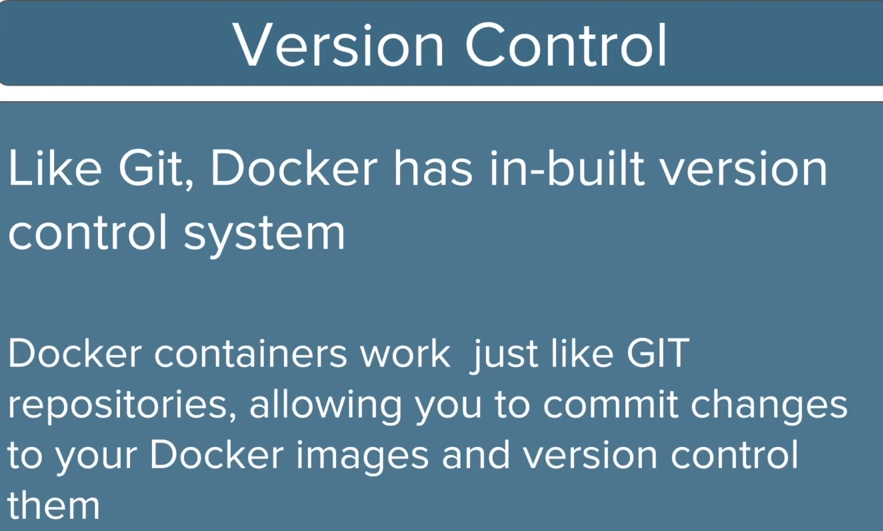 Version Control
Like Git, Docker has in-built version
control system
Docker containers work  just like GIT
repositories, allowing you to commit changes
to your Docker images and version control
them